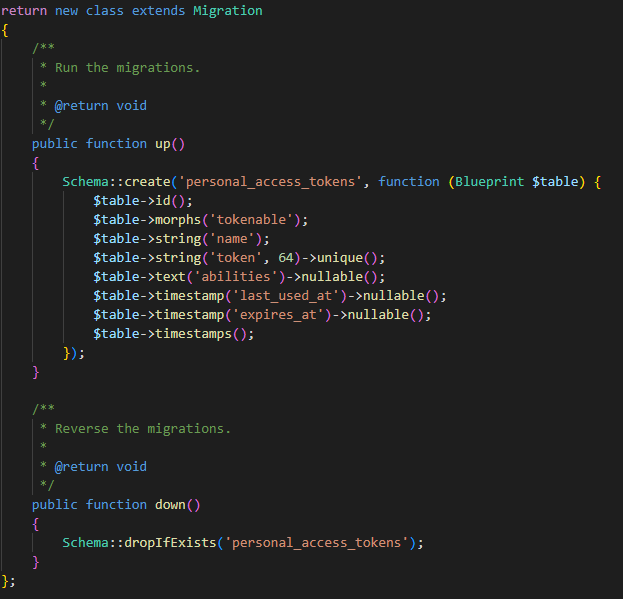 return new class extends Migration
{
    /**
     * Run the migrations.
     *
     * @return void
     */
    public function up()
    {
        Schema::create('personal_access_tokens', function (Blueprint $table) {
            $table->id();
            $table->morphs('tokenable');
            $table->string('name');
            $table->string('token', 64)->unique();
            $table->text('abilities')->nullable();
            $table->timestamp('last_used_at')->nullable();
            $table->timestamp('expires_at')->nullable();
            $table->timestamps();
        });
    }

    /**
     * Reverse the migrations.
     *
     * @return void
     */
    public function down()
    {
        Schema::dropIfExists('personal_access_tokens');
    }
};